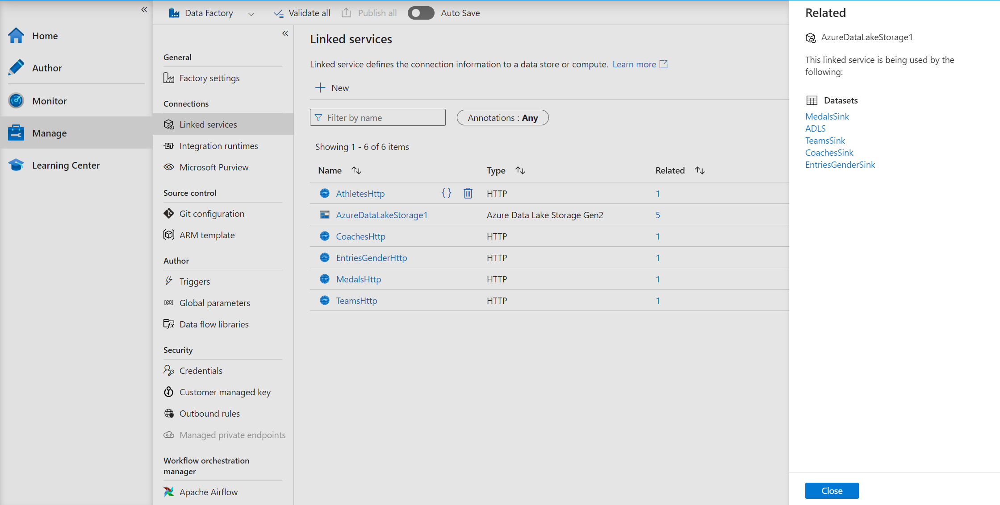 Home
Author
Monitor
Manage
Learning Center
Data Factory
Validate all
Publish all
Auto Save
General
Factory settings
Connections
Linked services
Integration runtimes
Microsoft Purview
Source control
Git configuration
ARM template
Author
Triggers
Global parameters
Data flow libraries
Security
Credentials
Customer managed key
Outbound rules
Managed private endpoints
Workflow orchestration
manager
Apache Airflow
Linked services
Linked service defines the connection information to a data store or compute. Learn more
New
Filter by name
Annotations : Any
Showing 1 - 6 of 6 items
Name Type Related
HTTP AthletesHttp {} HTTP 1
AzureDataLakeStorage1 Azure Data Lake Storage Gen2 5
HTTP CoachesHttp HTTP 1
HTTP EntriesGenderHttp HTTP 1
HTTP MedalsHttp HTTP 1
HTTP TeamsHttp HTTP 1
Related
AzureDataLakeStorage1
This linked service is being used by the
following:
Datasets
MedalsSink
ADLS
TeamsSink
CoachesSink
EntriesGenderSink
Close